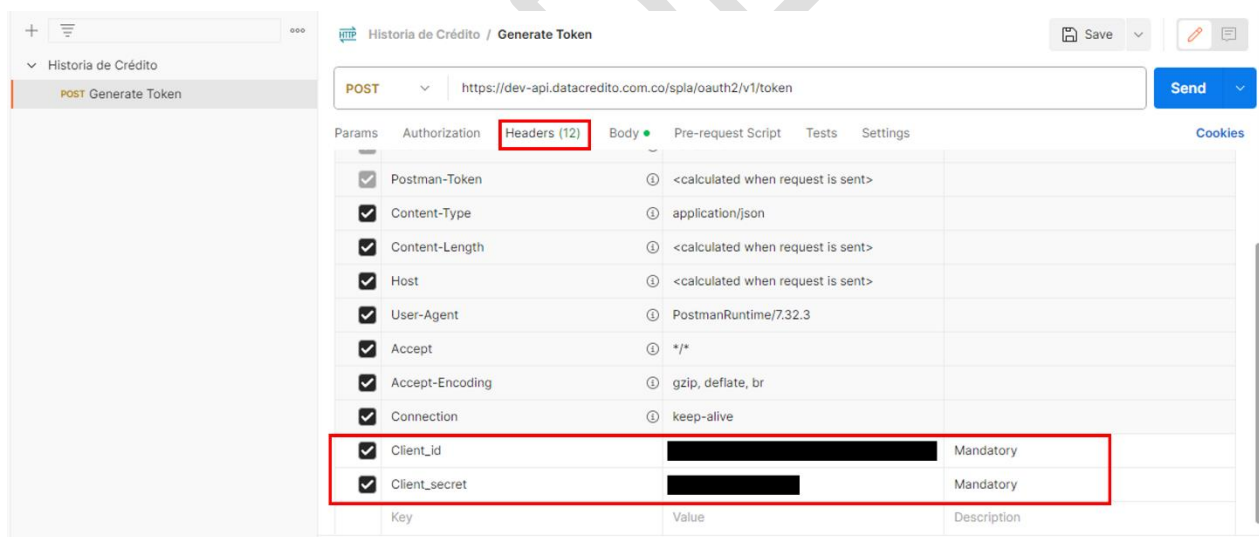 HTTP Historia de Crédito / Generate Token Save
Historia de Crédito
POST Generate Token
POST https://dev-api.datacredito.com.co/spla/oauth2/v1/token Send
Params Authorization Headers (12) Body Pre-request Script Tests Settings Cookies
Postman-Token <calculated when request is sent>
Content-Type application/json
Content-Length <calculated when request is sent>
Host <calculated when request is sent>
User-Agent PostmanRuntime/7.32.3
Accept */*
Accept-Encoding gzip, deflate, br
Connection keep-alive
Client_id Mandatory
Client_secret Mandatory
Key Value Description